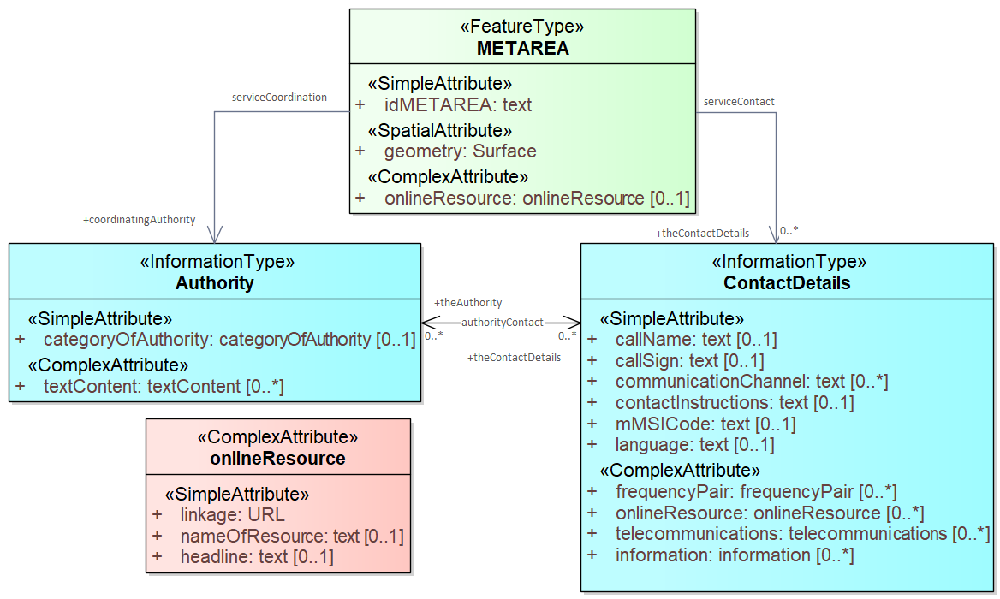 «FeatureType»
METAREA
«SimpleAttribute»
+ idMETAREA: text
«SpatialAttribute»
+ geometry: Surface
«ComplexAttribute»
+ onlineResource: onlineResource [0..1]
serviceCoordination
serviceContact
+coordinatingAuthority
+theContactDetails
0..*
«InformationType»
Authority
«SimpleAttribute»
+ categoryOfAuthority: categoryOfAuthority [0..1]
«ComplexAttribute»
+ textContent: textContent [0..*]
+theAuthority
authorityContact
0..*
0..*
+theContactDetails
«InformationType»
ContactDetails
«SimpleAttribute»
+ callName: text [0..1]
+ callSign: text [0..1]
+ communicationChannel: text [0..*]
+ contactInstructions: text [0..1]
+ mMSICode: text [0..1]
+ language: text [0..1]
«ComplexAttribute»
+ frequencyPair: frequencyPair [0..*]
+ onlineResource: onlineResource [0..*]
+ telecommunications: telecommunications [0..*]
+ information: information [0..*]
«ComplexAttribute»
onlineResource
«SimpleAttribute»
+ linkage: URL
+ nameOfResource: text [0..1]
+ headline: text [0..1]